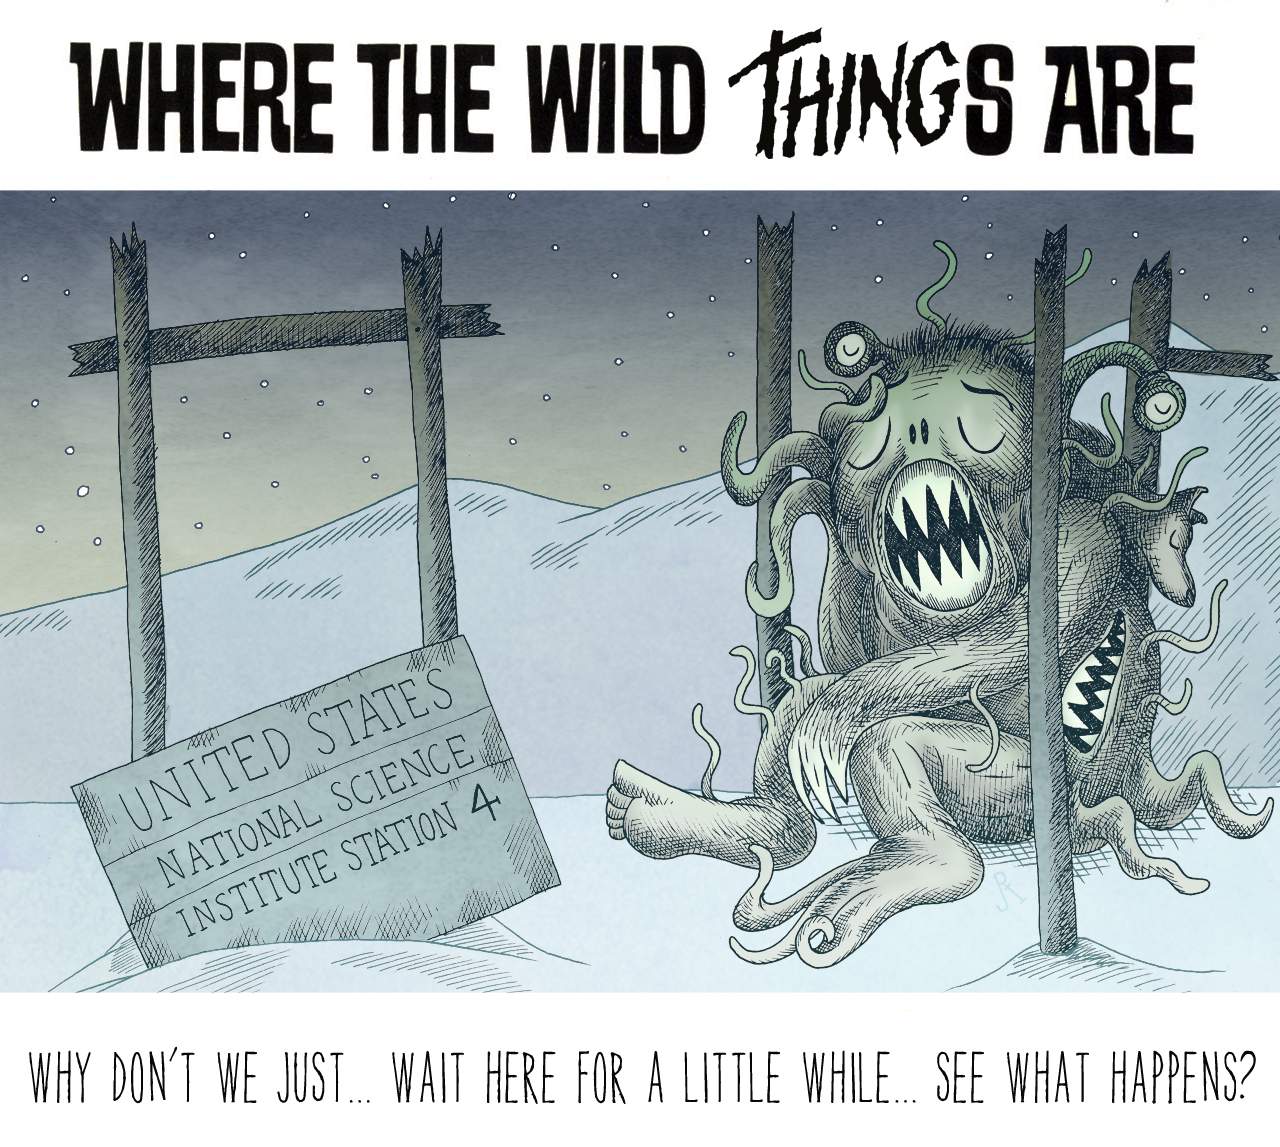 WHERE THE WILD THINGS ARE
UNITED STATES
NATIONAL SCIENCE
INSTITUTE STATION 4
WHY DON'T WE JUST... WAIT HERE FOR A LITTLE WHILE... SEE WHAT HAPPENS?